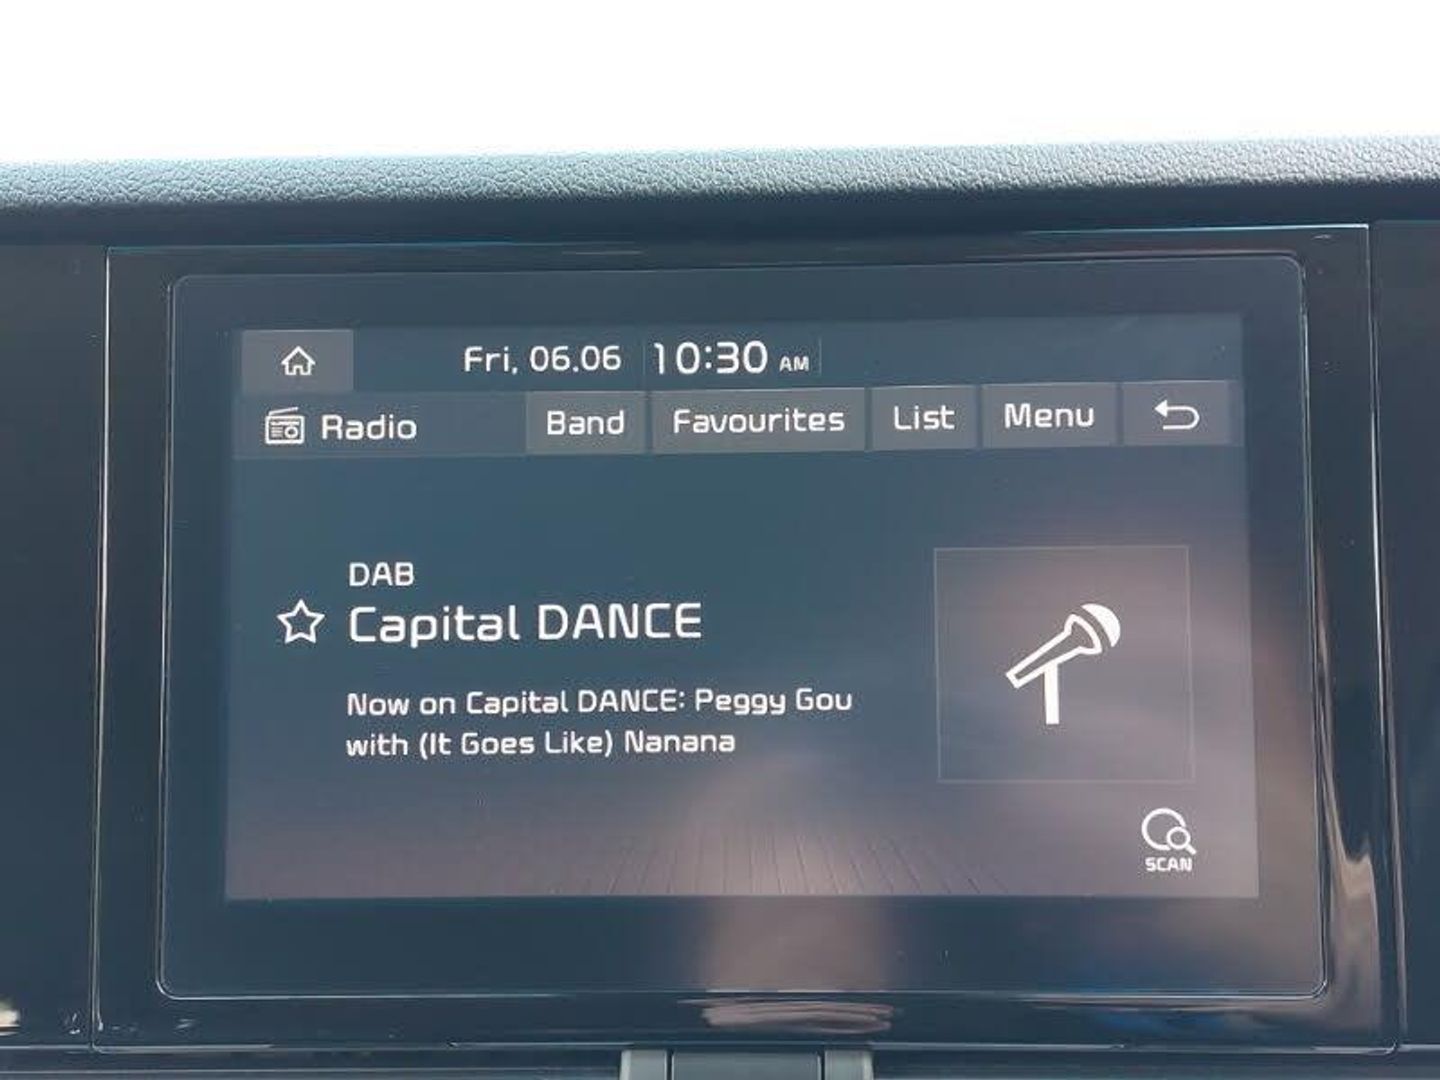 Fri, 06.06 10:30 AM
Radio Band Favourites List Menu
DAB
Capital DANCE
Now on Capital DANCE: Peggy Gou
with (It Goes Like) Nanana
SCAN